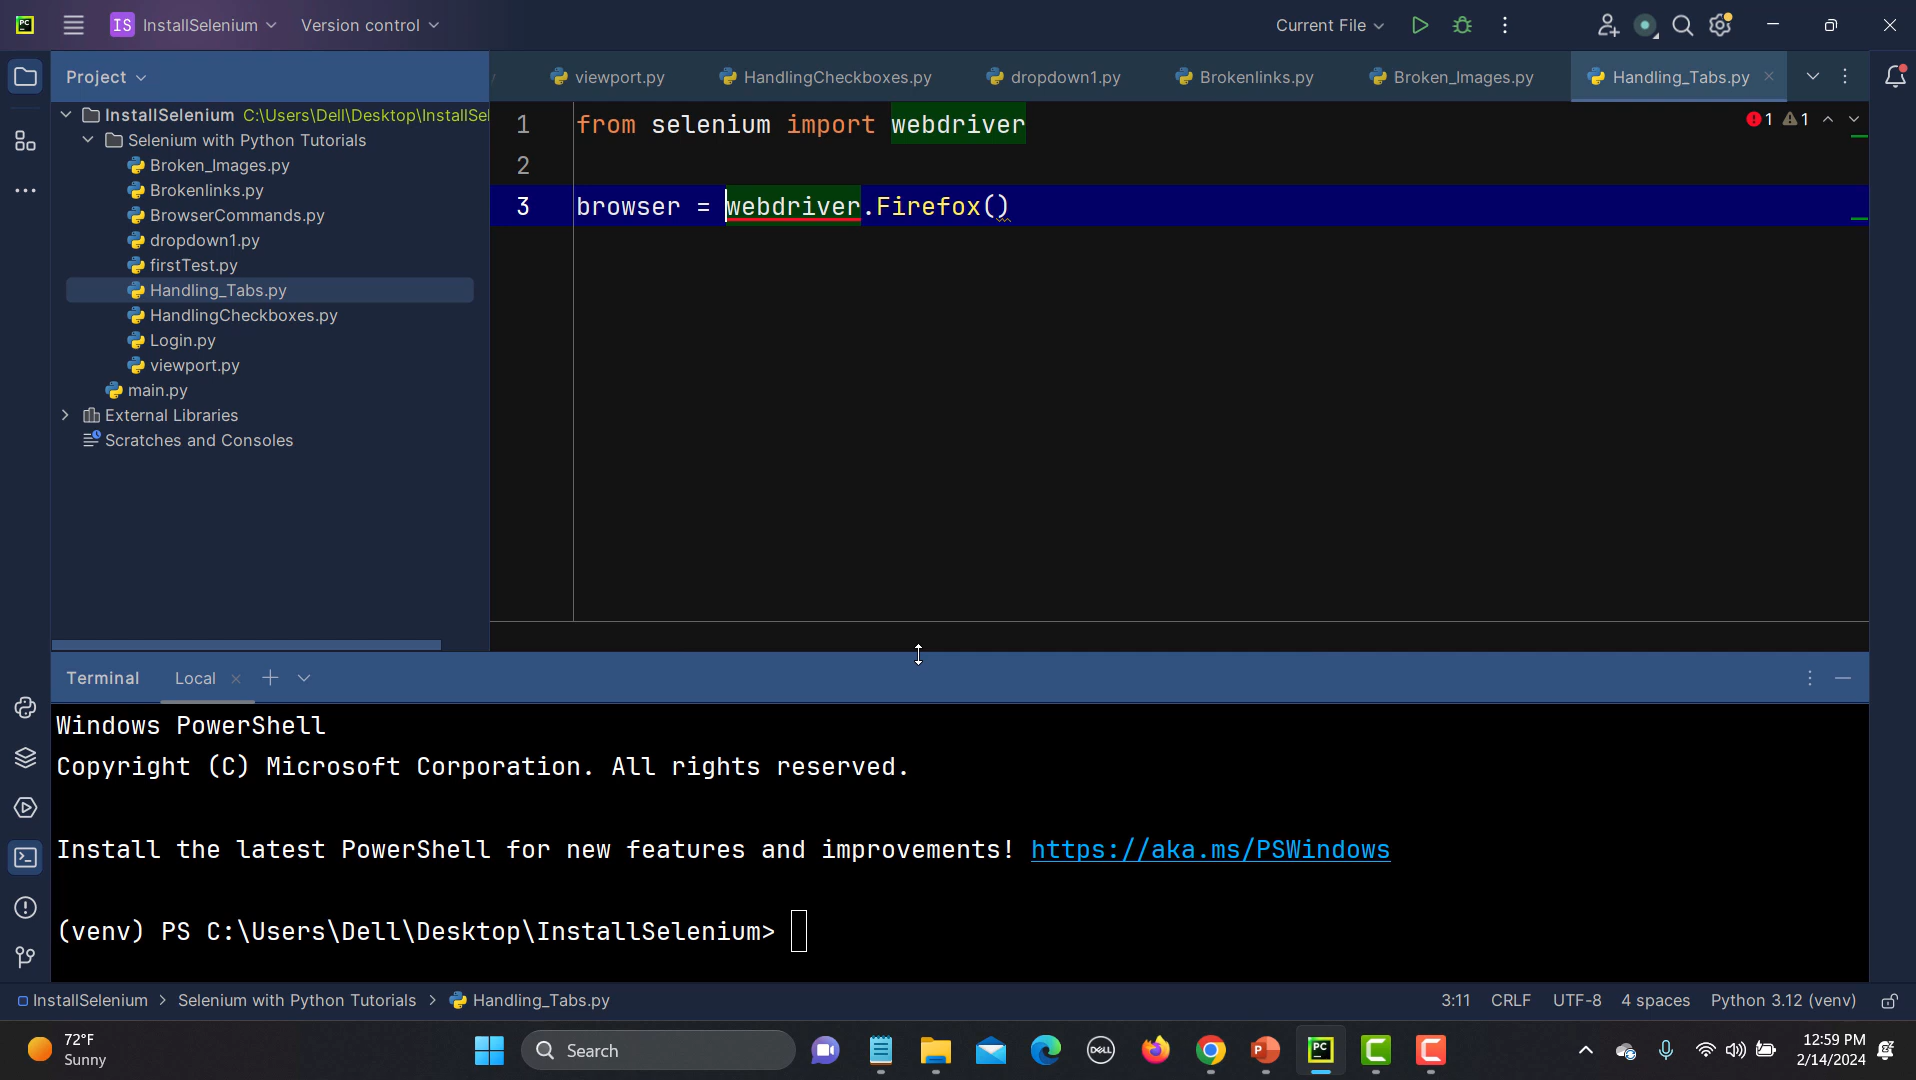 PC
IS InstallSelenium
Version control
Current File
Project
viewport.py
HandlingCheckboxes.py
dropdown1.py
Brokenlinks.py
Broken_Images.py
Handling_Tabs.py
InstallSelenium C:\Users\Dell\Desktop\InstallSel
Selenium with Python Tutorials
Broken_Images.py
Brokenlinks.py
BrowserCommands.py
dropdown1.py
firstTest.py
Handling_Tabs.py
HandlingCheckboxes.py
Login.py
viewport.py
main.py
External Libraries
Scratches and Consoles
1 from selenium import webdriver
1 1
2
3 browser = webdriver.Firefox()
Terminal Local
Windows PowerShell
Copyright (C) Microsoft Corporation. All rights reserved.
Install the latest PowerShell for new features and improvements! https://aka.ms/PSWindows
(venv) PS C:\Users\Dell\Desktop\InstallSelenium>
InstallSelenium > Selenium with Python Tutorials > Handling_Tabs.py
3:11 CRLF UTF-8 4 spaces Python 3.12 (venv)
72°F
Sunny
Search
DELL
P
PC
C
C
12:59 PM
2/14/2024